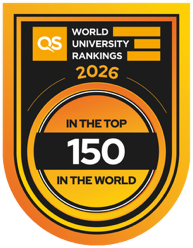 QS
WORLD
UNIVERSITY
RANKINGS
2026
IN THE TOP
150
IN THE WORLD